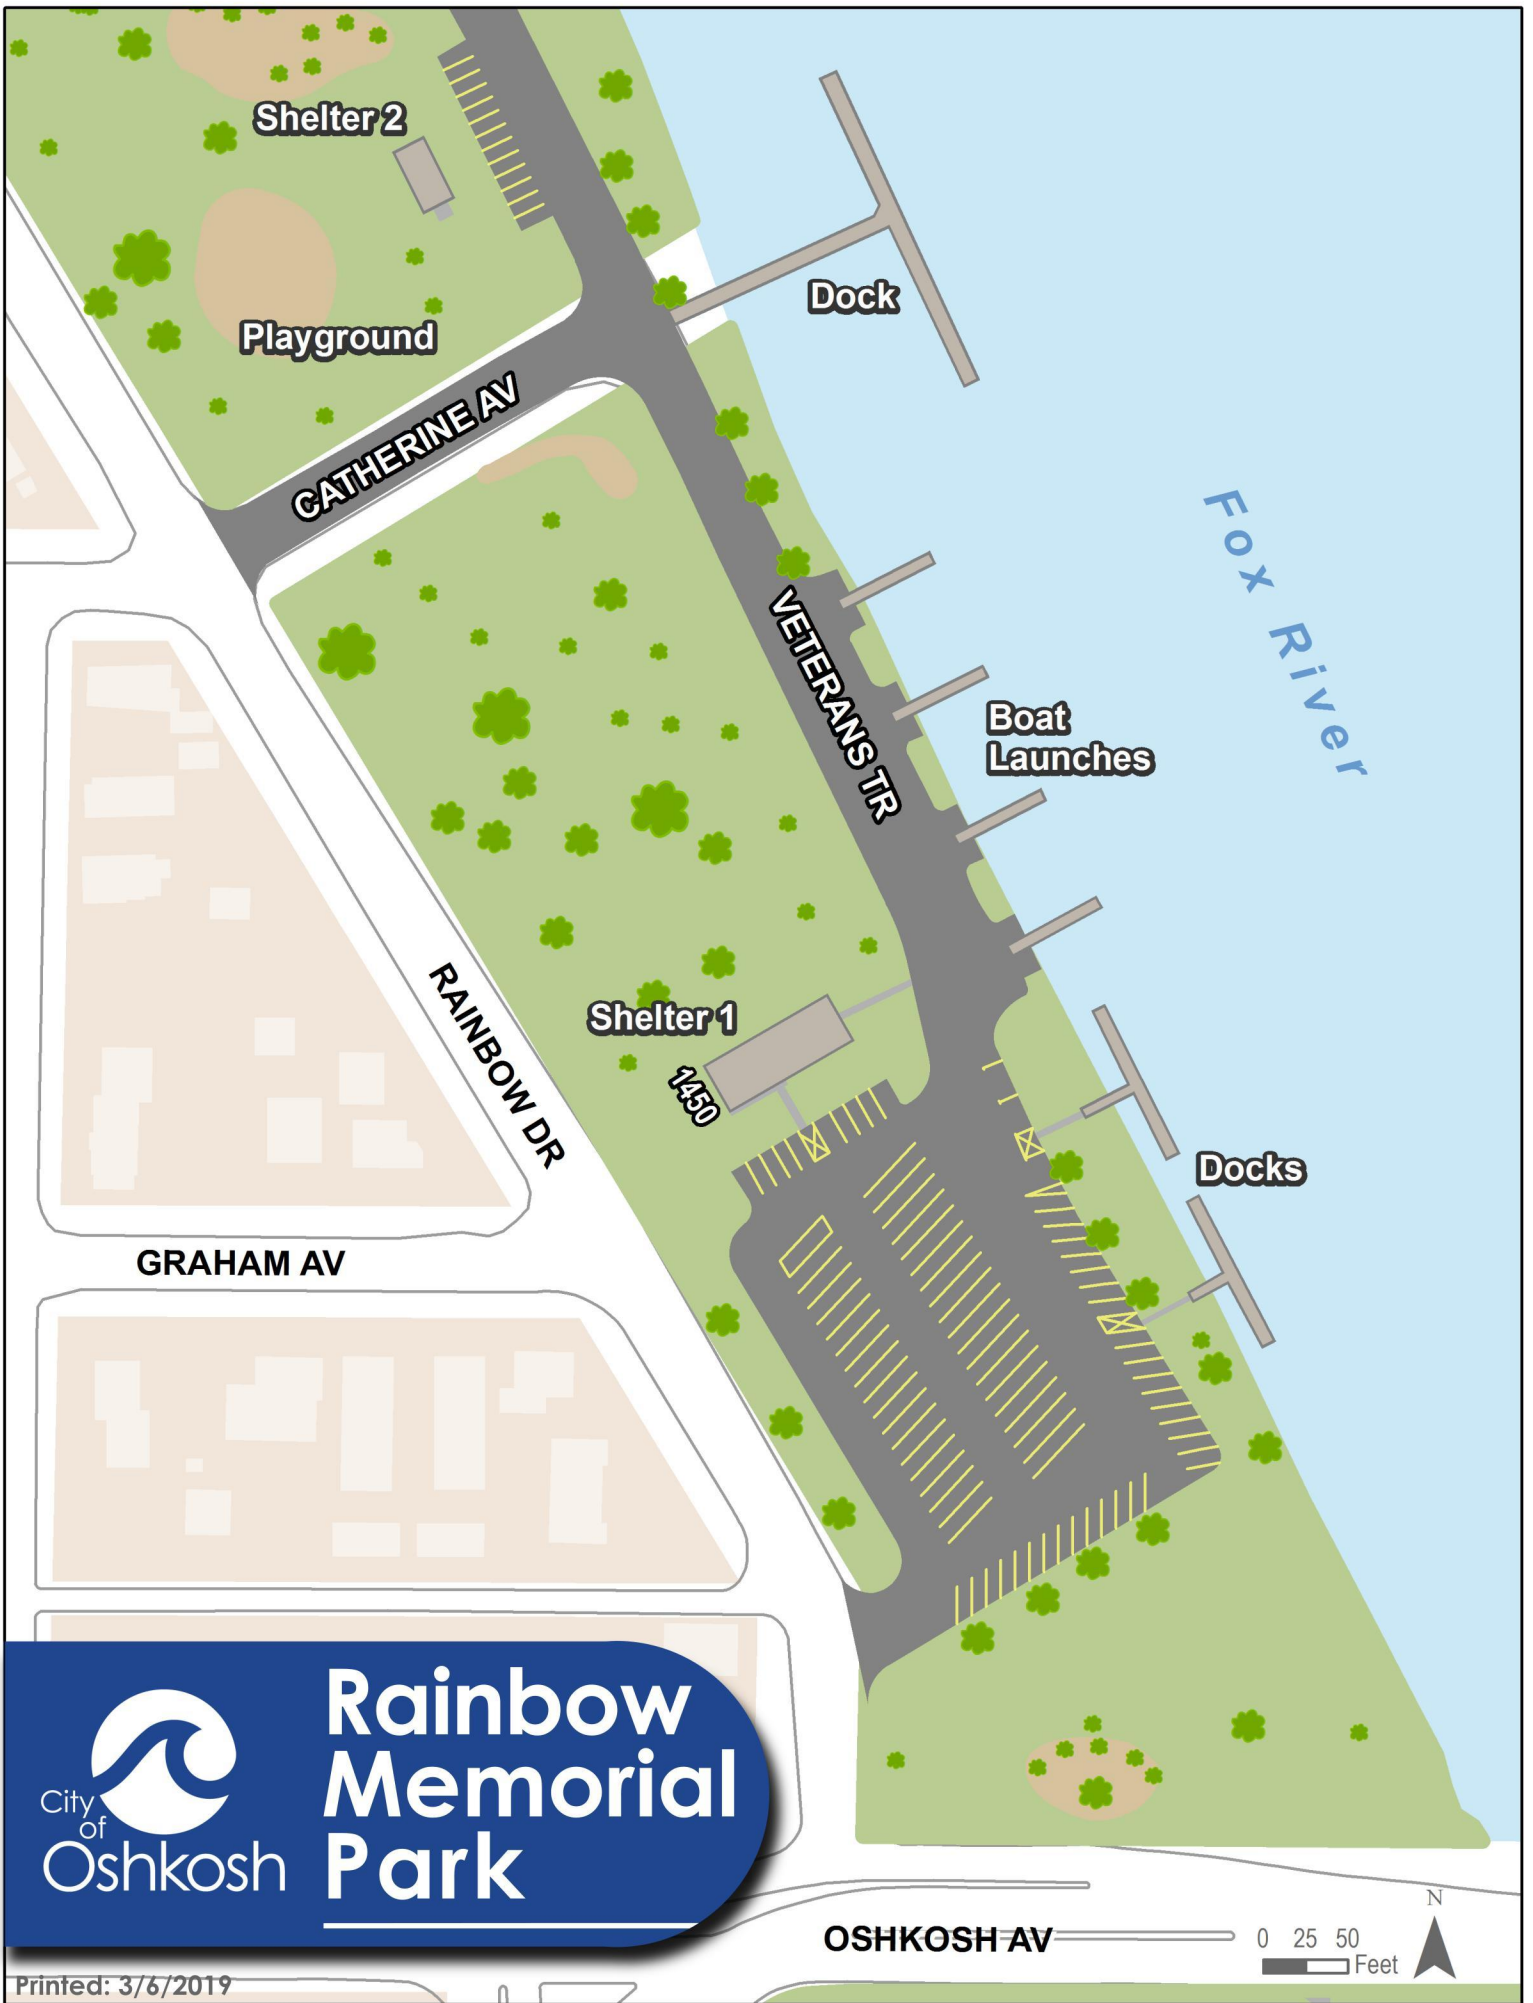 Shelter 2
Dock
Playground
CATHERINE AV
Fox River
VETERANS TR
Boat
Launches
RAINBOW DR
Shelter 1
1450
Docks
GRAHAM AV
City
of
Oshkosh
Rainbow
Memorial
Park
OSHKOSH AV
N
0 25 50
Feet
Printed: 3/6/2019